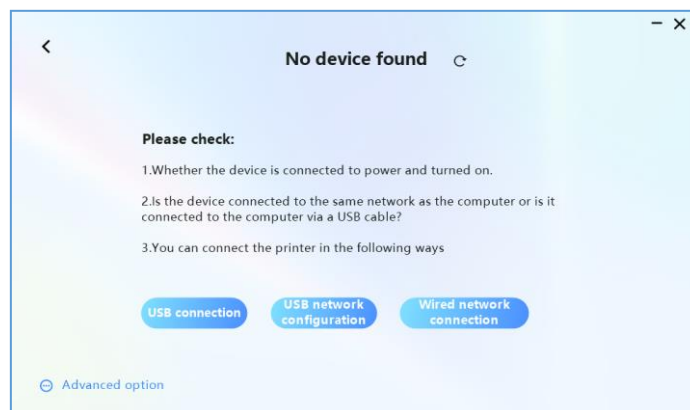 No device found
Please check:
1.Whether the device is connected to power and turned on.
2.Is the device connected to the same network as the computer or is it
connected to the computer via a USB cable?
3.You can connect the printer in the following ways
USB connection
USB network
configuration
Wired network
connection
Advanced option